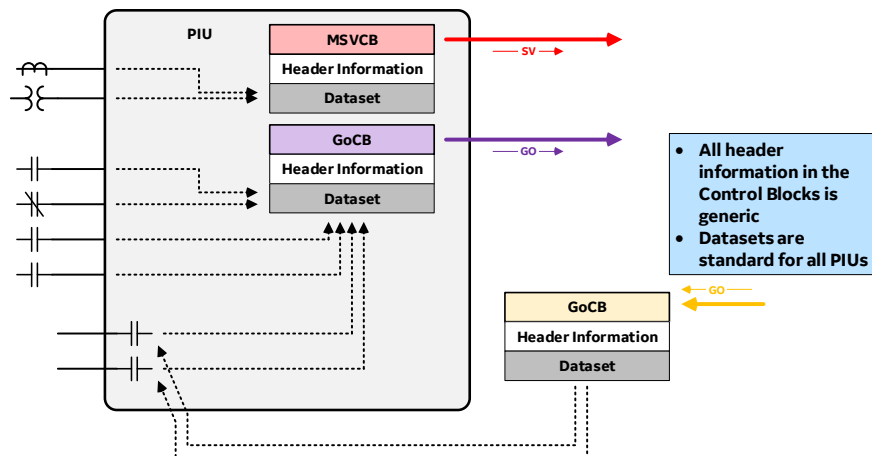 PIU
MSVCB
Header Information
Dataset
SV
GoCB
Header Information
Dataset
GO
• All header
information in the
Control Blocks is
generic
• Datasets are
standard for all PIUs
GO
GoCB
Header Information
Dataset